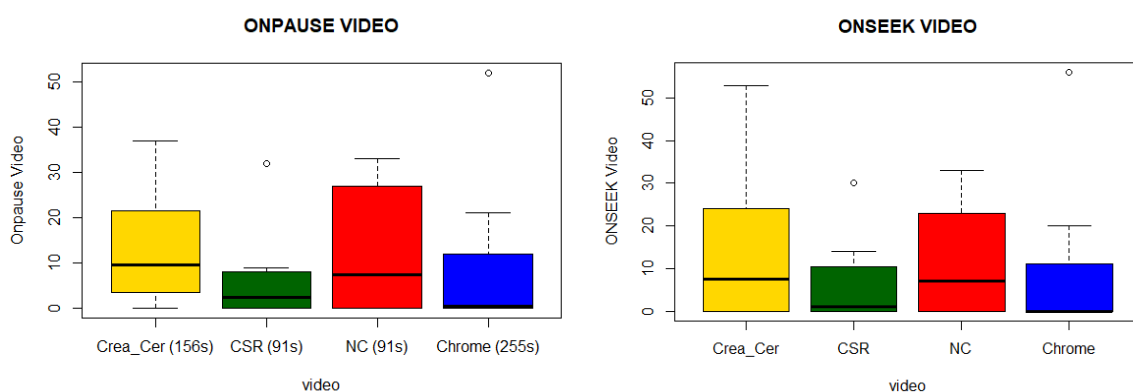 ONPAUSE VIDEO
Onpause Video
50
40
30
20
10
0
Crea_Cer (156s) CSR (91s) NC (91s) Chrome (255s)
video
ONSEEK VIDEO
ONSEEK Video
50
40
30
20
10
0
Crea_Cer CSR NC Chrome
video